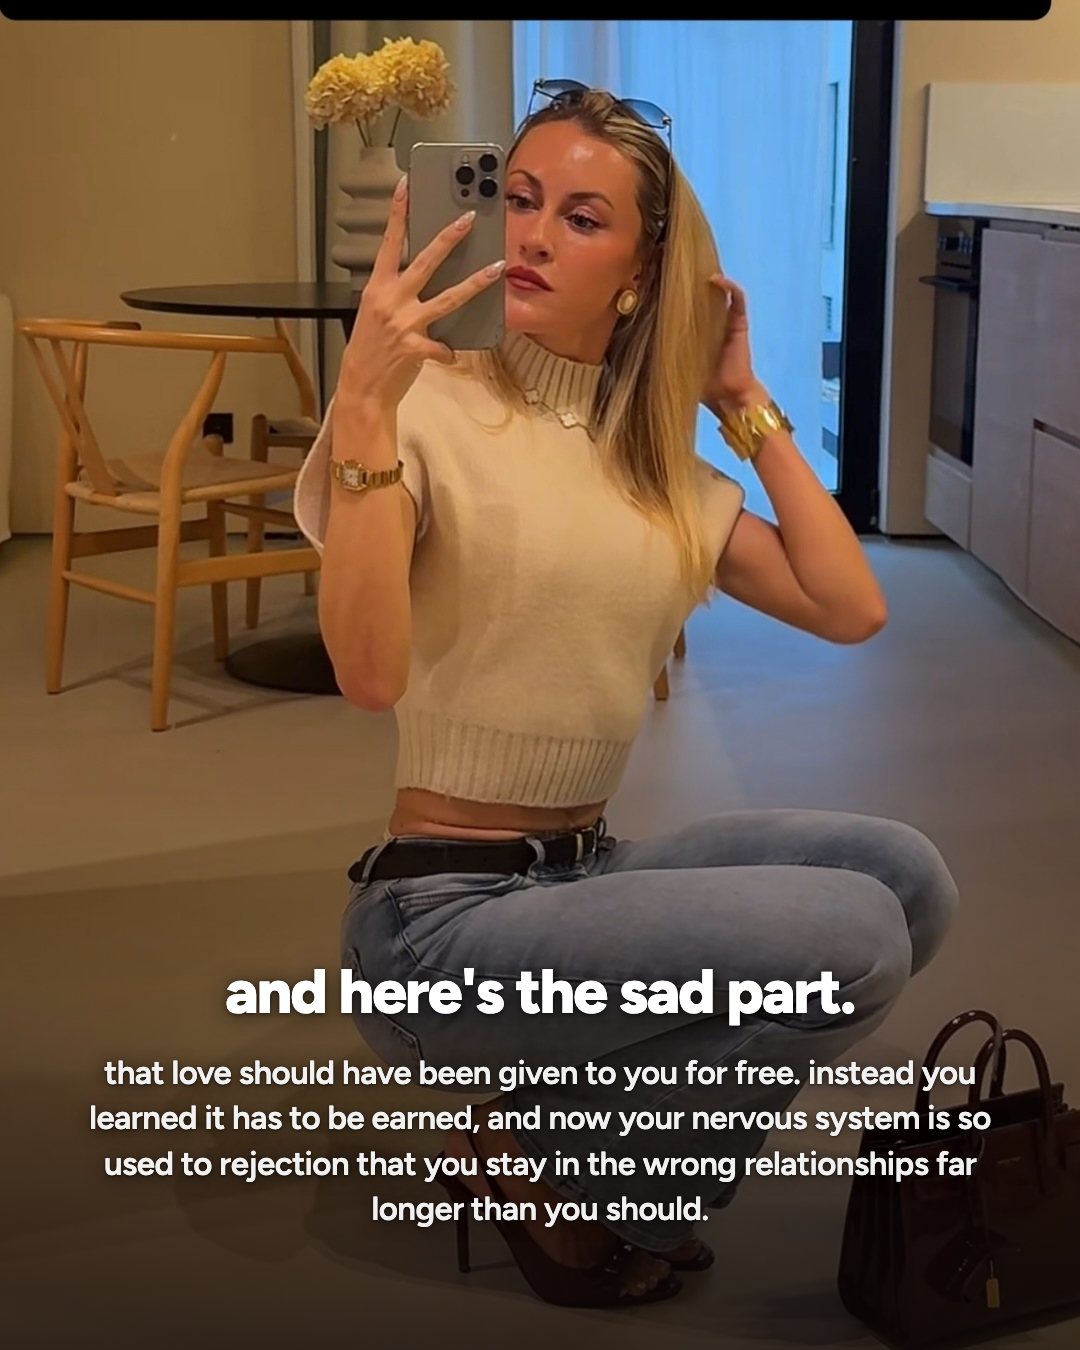 and here's the sad part.
that love should have been given to you for free. instead you
learned it has to be earned, and now your nervous system is so
used to rejection that you stay in the wrong relationships far
longer than you should.